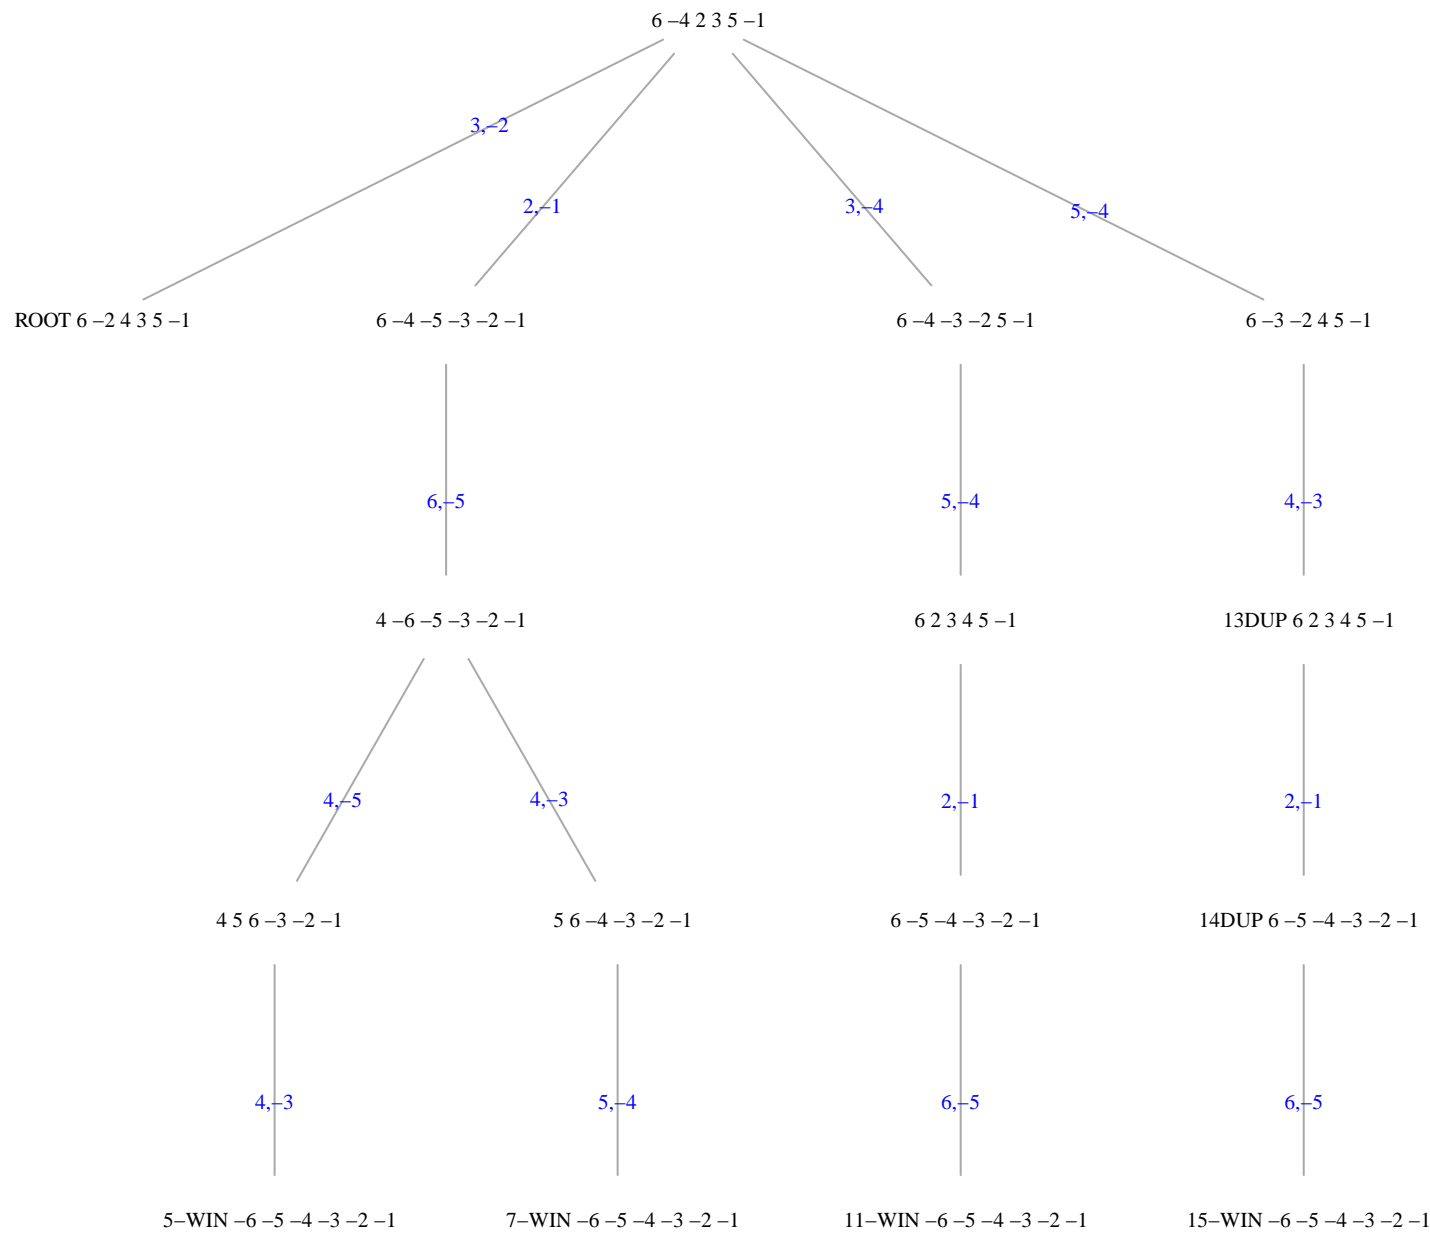 6 –4 2 3 5 –1
3,–2
2,–1
3,–4
5,–4
ROOT 6 –2 4 3 5 –1
6 –4 –5 –3 –2 –1
6 –4 –3 –2 5 –1
6 –3 –2 4 5 –1
6,–5
5,–4
4,–3
4 –6 –5 –3 –2 –1
6 2 3 4 5 –1
13DUP 6 2 3 4 5 –1
4,–5
4,–3
2,–1
2,–1
4 5 6 –3 –2 –1
5 6 –4 –3 –2 –1
6 –5 –4 –3 –2 –1
14DUP 6 –5 –4 –3 –2 –1
4,–3
5,–4
6,–5
6,–5
5–WIN –6 –5 –4 –3 –2 –1
7–WIN –6 –5 –4 –3 –2 –1
11–WIN –6 –5 –4 –3 –2 –1
15–WIN –6 –5 –4 –3 –2 –1